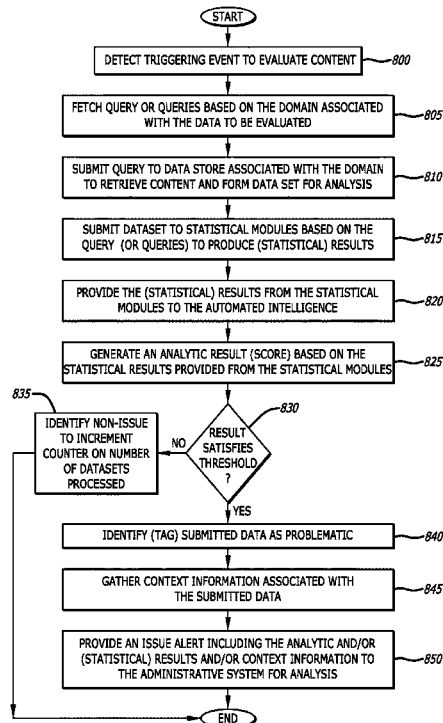 START
DETECT TRIGGERING EVENT TO EVALUATE CONTENT
800
FETCH QUERY OR QUERIES BASED ON THE DOMAIN ASSOCIATED
WITH THE DATA TO BE EVALUATED
805
SUBMIT QUERY TO DATA STORE ASSOCIATED WITH THE DOMAIN
TO RETRIEVE CONTENT AND FORM DATA SET FOR ANALYSIS
810
SUBMIT DATASET TO STATISTICAL MODULES BASED ON THE
QUERY (OR QUERIES) TO PRODUCE (STATISTICAL) RESULTS
815
PROVIDE THE (STATISTICAL) RESULTS FROM THE STATISTICAL
MODULES TO THE AUTOMATED INTELLIGENCE
820
GENERATE AN ANALYTIC RESULT (SCORE) BASED ON THE
STATISTICAL RESULTS PROVIDED FROM THE STATISTICAL MODULES
825
835
IDENTIFY NON-ISSUE
TO INCREMENT
COUNTER ON NUMBER
OF DATASETS
PROCESSED
NO
830
RESULT
SATISFIES
THRESHOLD
?
YES
IDENTIFY (TAG) SUBMITTED DATA AS PROBLEMATIC
840
GATHER CONTEXT INFORMATION ASSOCIATED WITH
THE SUBMITTED DATA
845
PROVIDE AN ISSUE ALERT INCLUDING THE ANALYTIC AND/OR
(STATISTICAL) RESULTS AND/OR CONTEXT INFORMATION TO
THE ADMINISTRATIVE SYSTEM FOR ANALYSIS
850
END